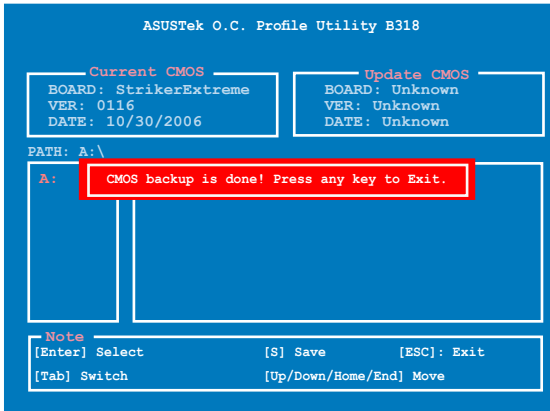 ASUSTek O.C. Profile Utility B318
Current CMOS
BOARD: StrikerExtreme
VER: 0116
DATE: 10/30/2006
Update CMOS
BOARD: Unknown
VER: Unknown
DATE: Unknown
PATH: A:\
A:
CMOS backup is done! Press any key to Exit.
Note
[Enter] Select [S] Save [ESC]: Exit
[Tab] Switch [Up/Down/Home/End] Move